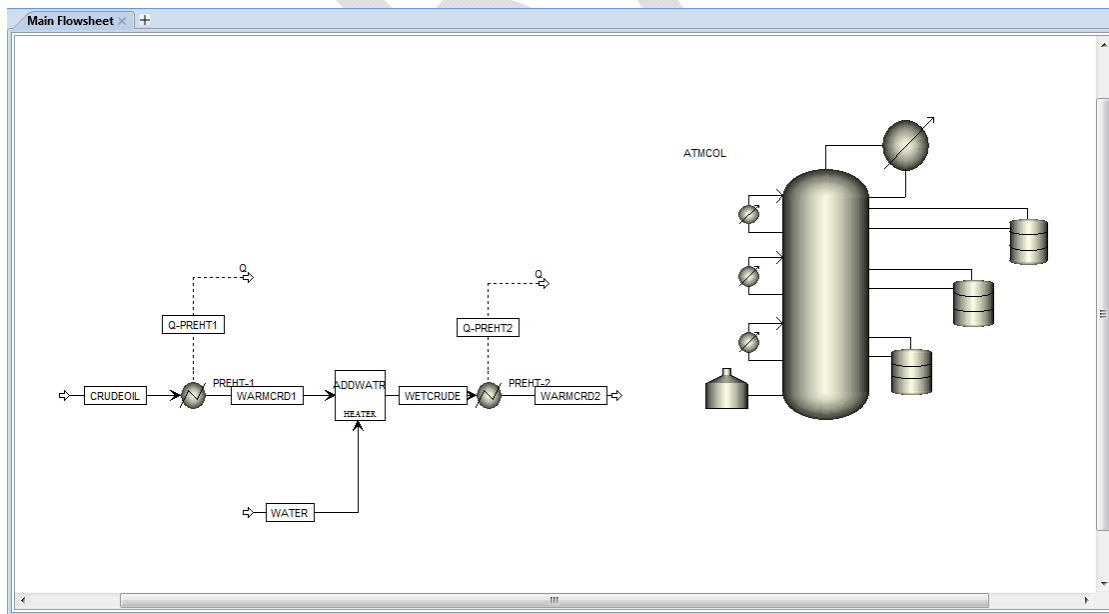 Main Flowsheet
ATMCOL
Q
Q
Q-PREHT1
Q-PREHT2
PREHT-1
ADDWATR
PREHT-2
CRUDEOIL
WARMCRD1
HEATER
WETCRUDE
WARMCRD2
WATER